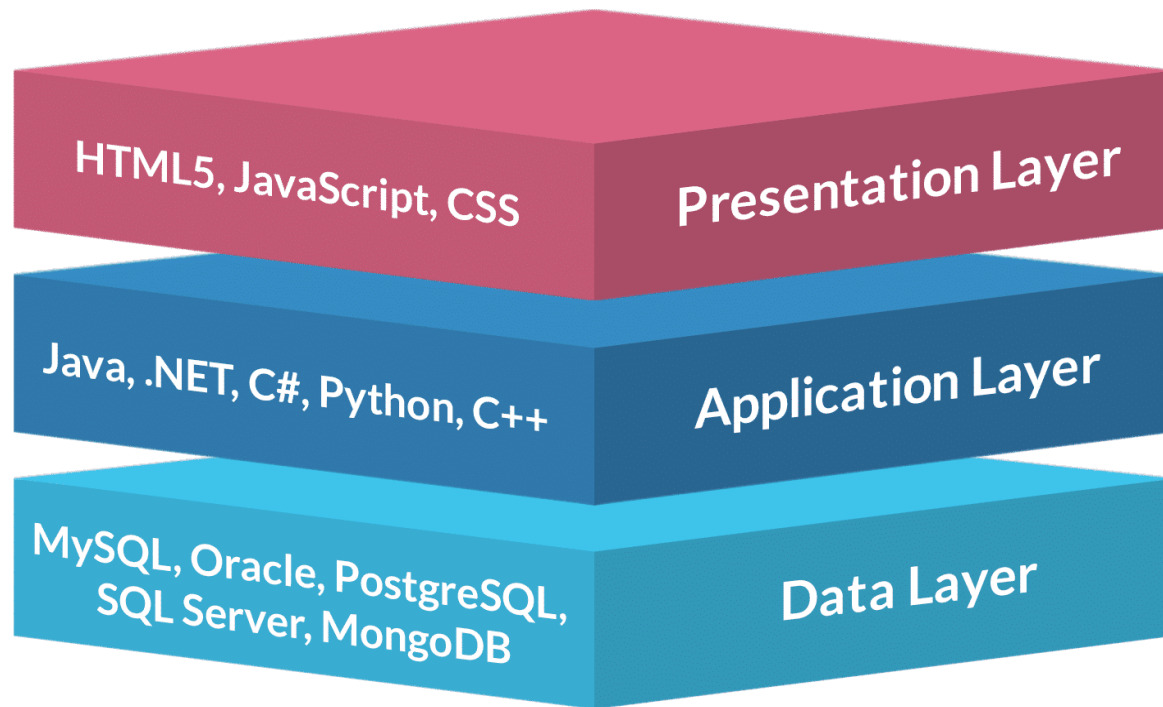 HTML5, JavaScript, CSS
Presentation Layer
Java, .NET, C#, Python, C++
Application Layer
MySQL, Oracle, PostgreSQL,
SQL Server, MongoDB
Data Layer